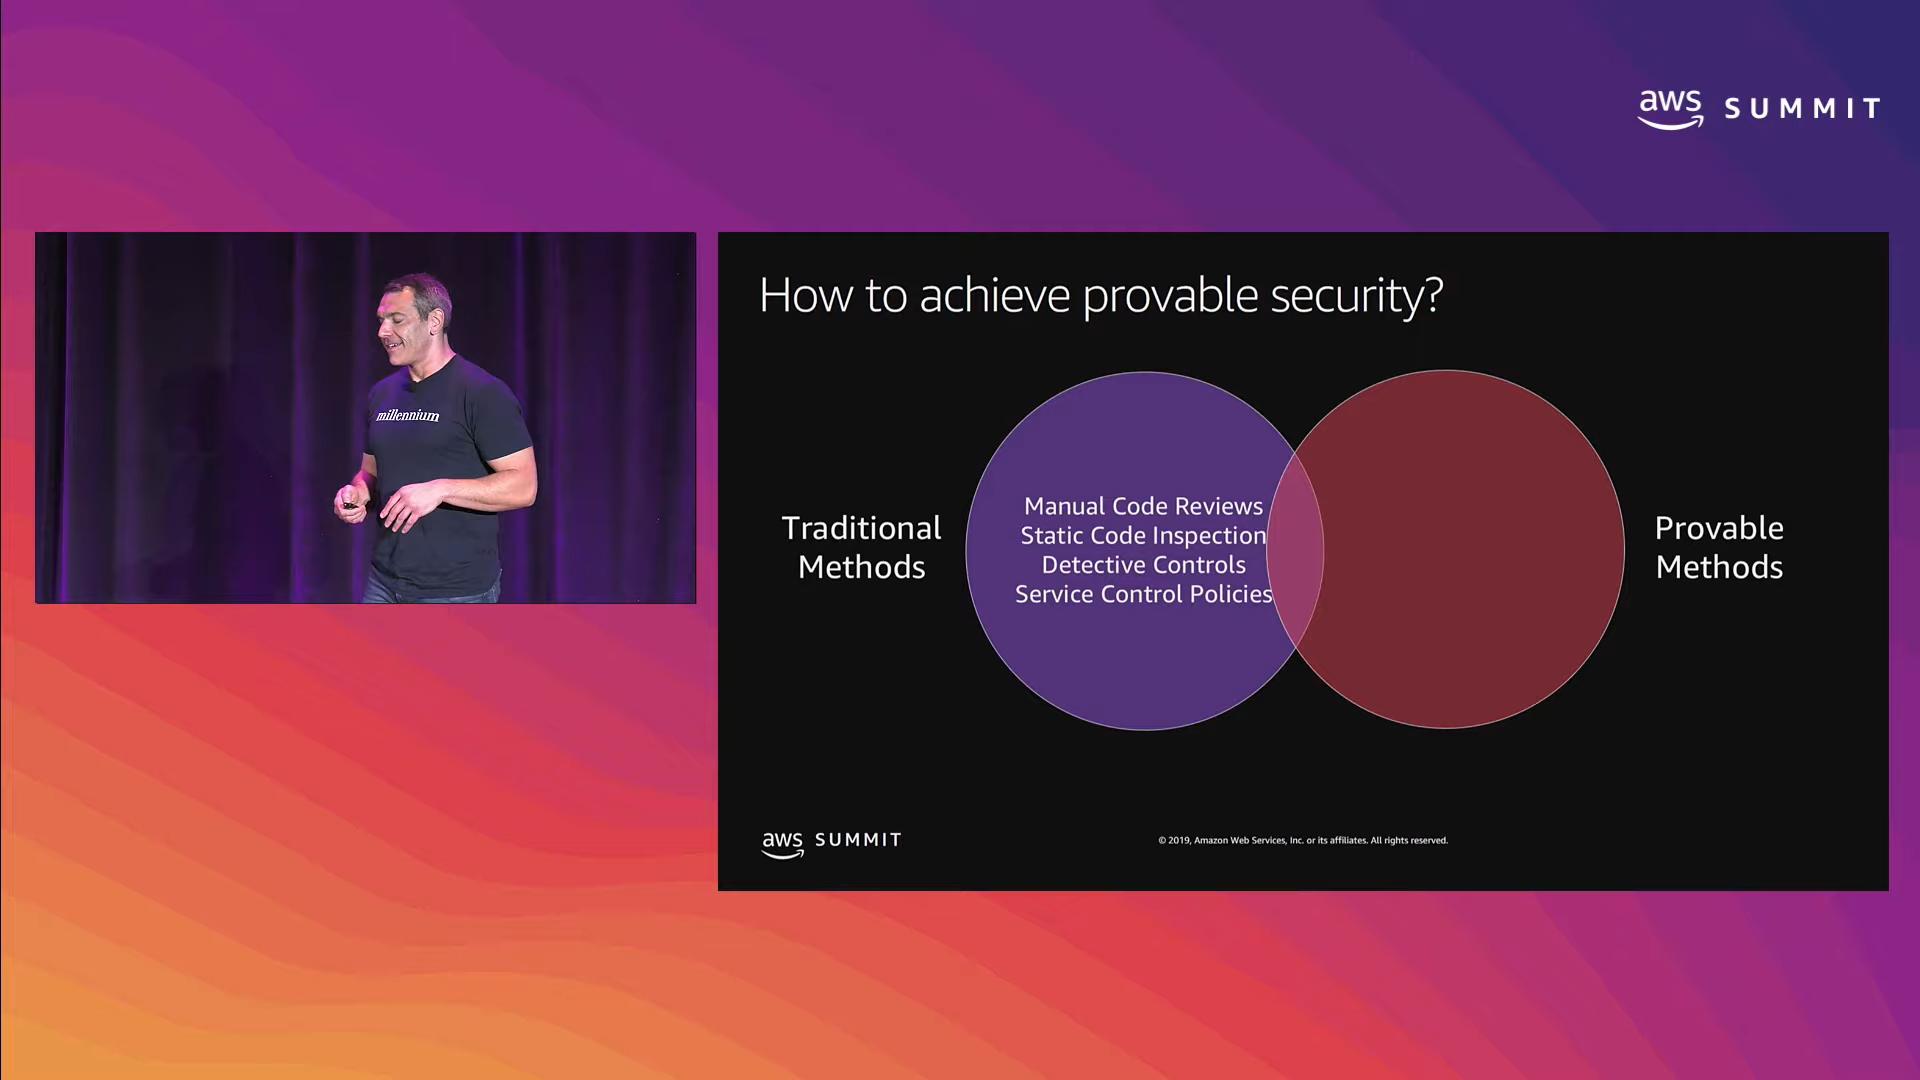 aws SUMMIT
millennium
How to achieve provable security?
Traditional
Methods
Manual Code Reviews
Static Code Inspection
Detective Controls
Service Control Policies
Provable
Methods
aws SUMMIT
© 2019, Amazon Web Services, Inc. or its affiliates. All rights reserved.